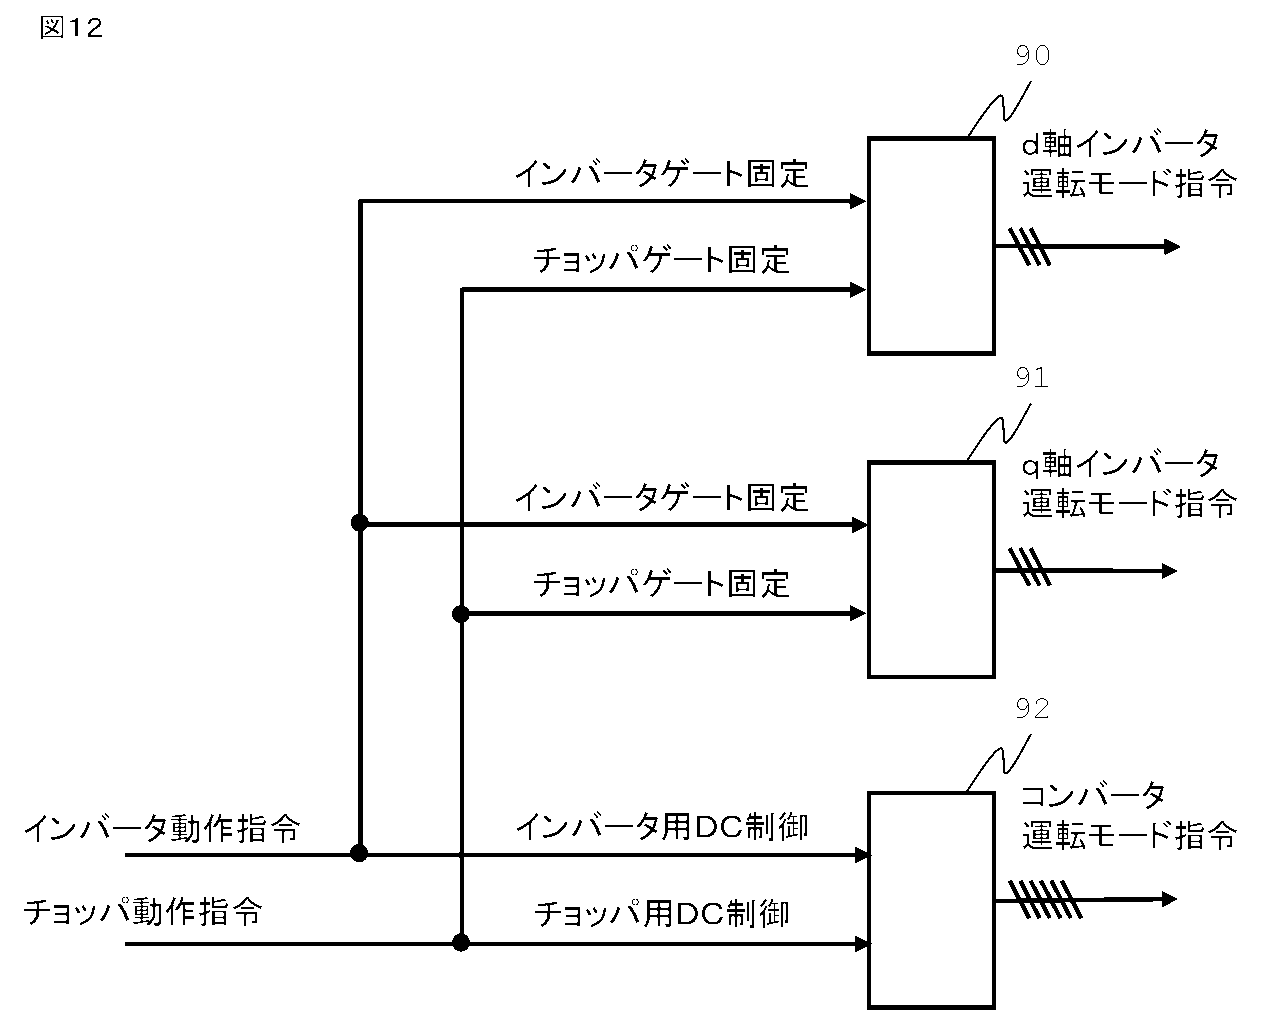 図12
90
d軸インバータ
運転モード指令
インバータゲート固定
チョッパゲート固定
91
q軸インバータ
運転モード指令
インバータゲート固定
チョッパゲート固定
92
コンバータ
運転モード指令
インバータ動作指令
インバータ用DC制御
チョッパ動作指令
チョッパ用DC制御